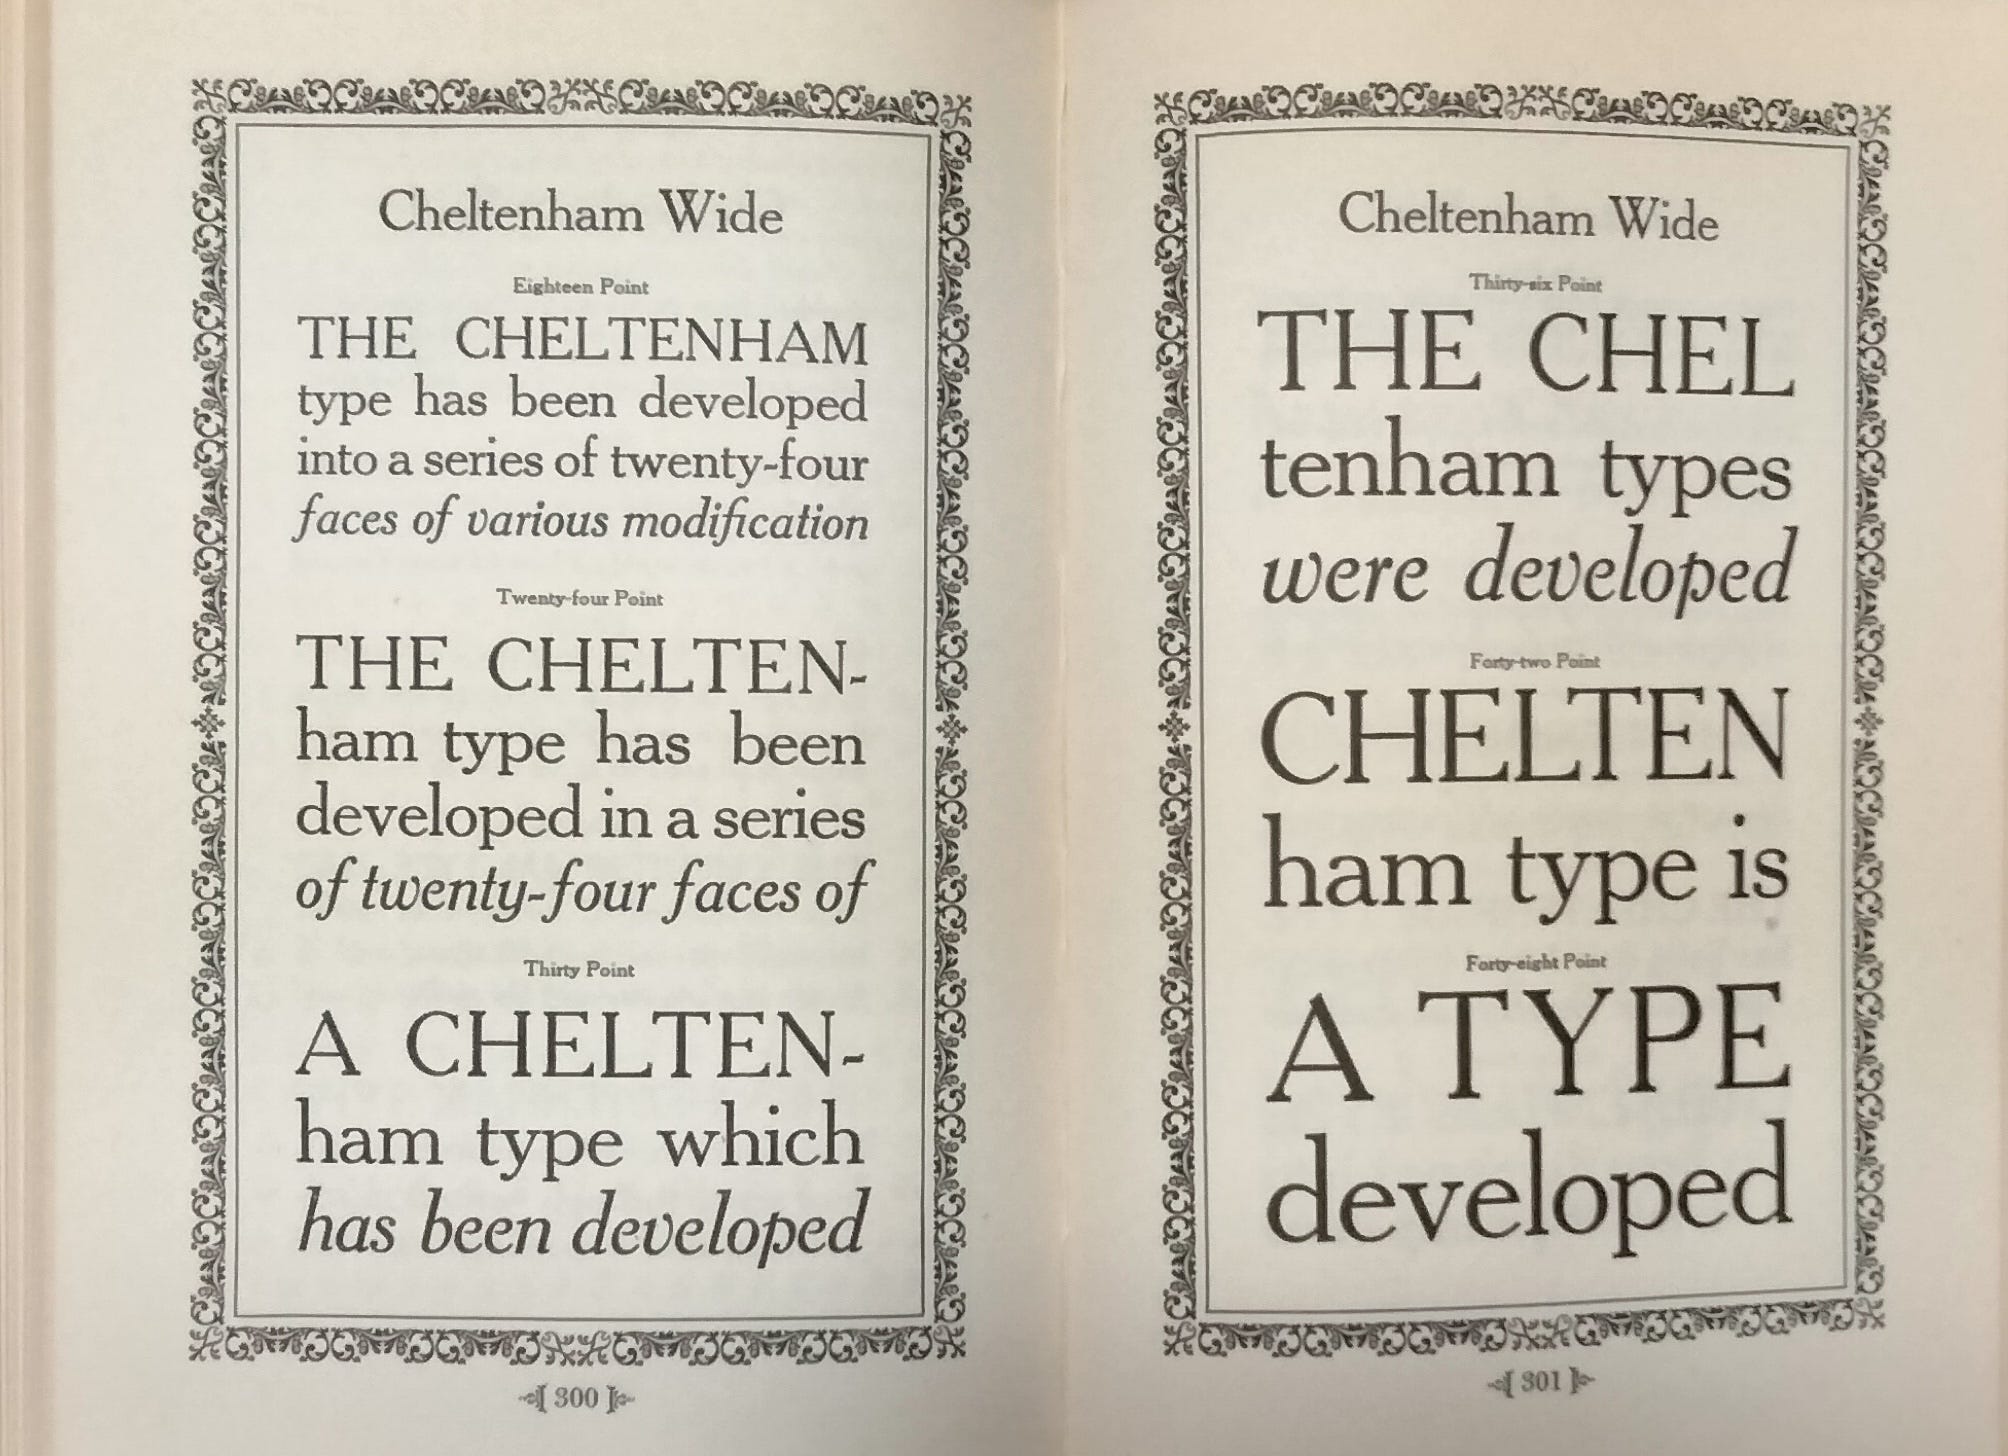 Cheltenham Wide
Eighteen Point
THE CHELTENHAM
type has been developed
into a series of twenty-four
faces of various modification
Twenty-four Point
THE CHELTEN-
ham type has been
developed in a series
of twenty-four faces of
Thirty Point
A CHELTEN-
ham type which
has been developed
300
Cheltenham Wide
Thirty-six Point
THE CHEL
tenham types
were developed
Forty-two Point
CHELTEN
ham type is
Forty-eight Point
A TYPE
developed
301